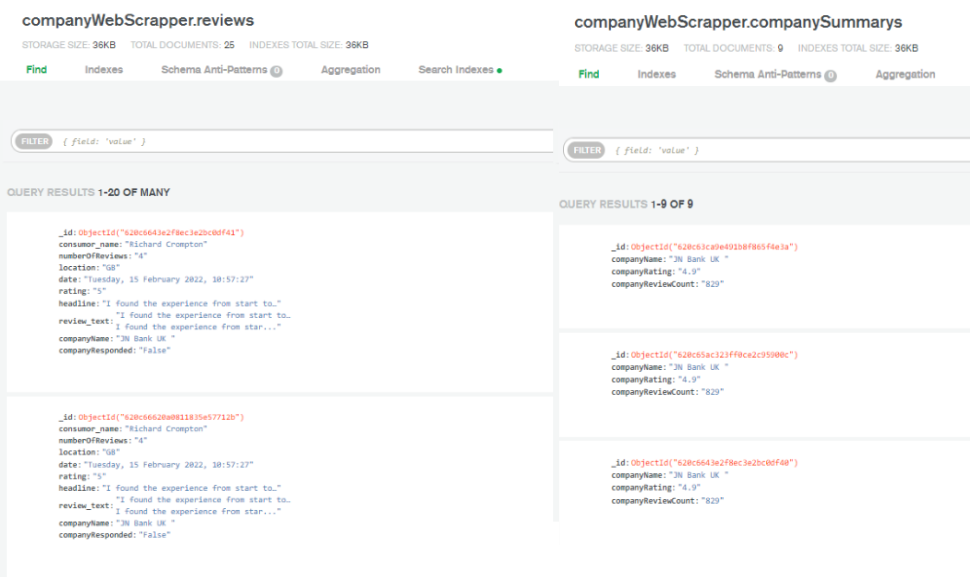 companyWebScrapper.reviews
STORAGE SIZE: 36KB TOTAL DOCUMENTS: 25 INDEXES TOTAL SIZE: 36KB
Find Indexes Schema Anti-Patterns 0 Aggregation Search Indexes
FILTER { field: 'value' }
QUERY RESULTS 1-20 OF MANY
_id: ObjectId("620c6643e2f8ec3e2bc0df41")
consumor_name: "Richard Crompton"
numberOfReviews: "4"
location: "GB"
date: "Tuesday, 15 February 2022, 10:57:27"
rating: "5"
headline: "I found the experience from start to…"
review_text: "I found the experience from start to…
I found the experience from star..."
companyName: "JN Bank UK "
companyResponded: "False"
_id: ObjectId("620c66620a0811835e57712b")
consumor_name: "Richard Crompton"
numberOfReviews: "4"
location: "GB"
date: "Tuesday, 15 February 2022, 10:57:27"
rating: "5"
headline: "I found the experience from start to…"
review_text: "I found the experience from start to…
I found the experience from star..."
companyName: "JN Bank UK "
companyResponded: "False"
companyWebScrapper.companySummarys
STORAGE SIZE: 36KB TOTAL DOCUMENTS: 9 INDEXES TOTAL SIZE: 36KB
Find Indexes Schema Anti-Patterns 0 Aggregation
FILTER { field: 'value' }
QUERY RESULTS 1-9 OF 9
_id: ObjectId("620c63ca9e491b8f865f4e3a")
companyName: "JN Bank UK "
companyRating: "4.9"
companyReviewCount: "829"
_id: ObjectId("620c65ac323ff0ce2c95900c")
companyName: "JN Bank UK "
companyRating: "4.9"
companyReviewCount: "829"
_id: ObjectId("620c6643e2f8ec3e2bc0df40")
companyName: "JN Bank UK "
companyRating: "4.9"
companyReviewCount: "829"